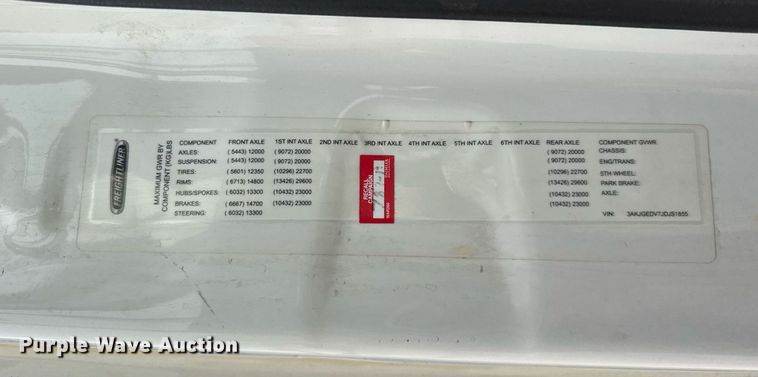 FREIGHTLINER
MAXIMUM GWR BY
COMPONENT (KG)LBS
COMPONENT FRONT AXLE 1ST INT AXLE 2ND INT AXLE 3RD INT AXLE 4TH INT AXLE 5TH INT AXLE 6TH INT AXLE REAR AXLE COMPONENT GVWR
AXLES: ( 5443) 12000 ( 9072) 20000 ( 9072) 20000 CHASSIS:
SUSPENSION: ( 5443) 12000 ( 9072) 20000 ( 9072) 20000 ENG/TRANS:
TIRES: ( 5601) 12350 (10296) 22700 (10296) 22700 5TH WHEEL:
RIMS: ( 6713) 14800 (13426) 29600 (13426) 29600 PARK BRAKE:
HUBS/SPOKES: ( 6032) 13300 (10432) 23000 (10432) 23000 AXLE:
BRAKES: ( 6667) 14700 (10432) 23000 (10432) 23000
STEERING: ( 6032) 13300
VIN: 3AKJGEDV7JDJS1855
RECALL
CAMPAIGN
Purple Wave Auction